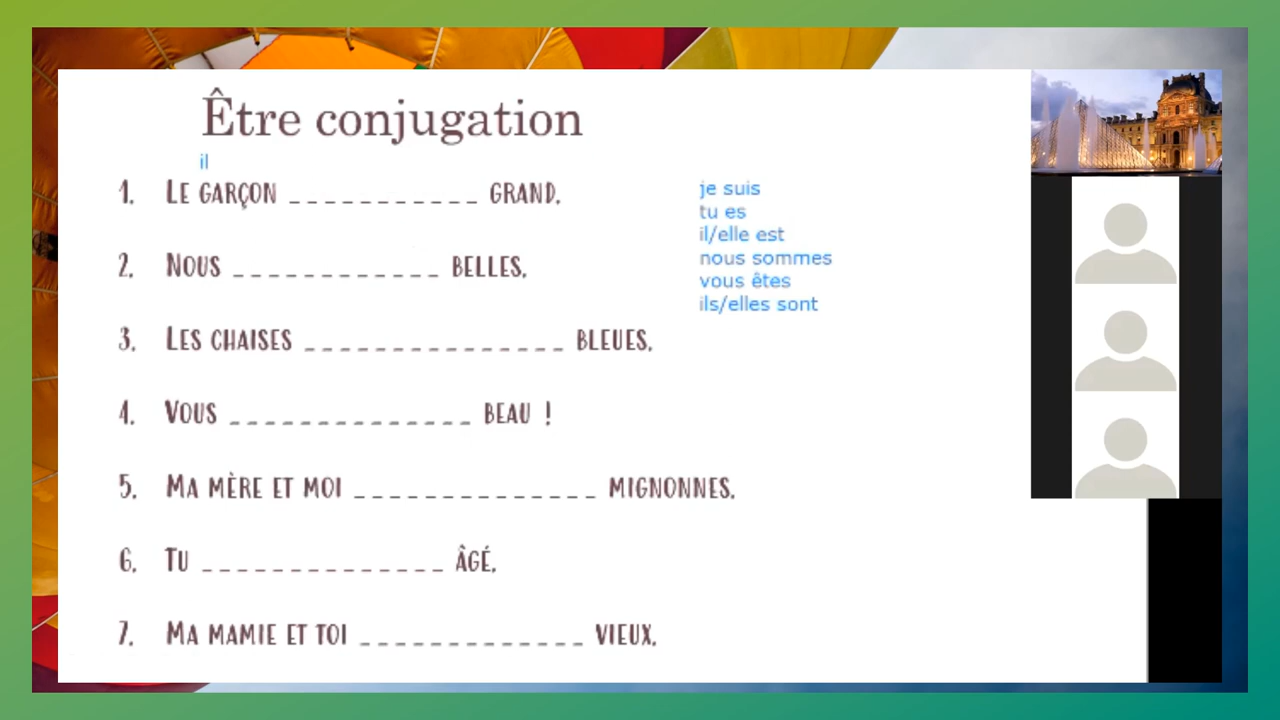 Être conjugation
il
1. Le garçon ___________ grand.
je suis
tu es
il/elle est
nous sommes
vous êtes
ils/elles sont
2. Nous ____________ belles.
3. Les chaises _______________ bleues.
4. Vous _____________ beau !
5. Ma mère et moi ______________ mignonnes.
6. Tu ______________ âgé.
7. Ma mamie et toi _____________ vieux.